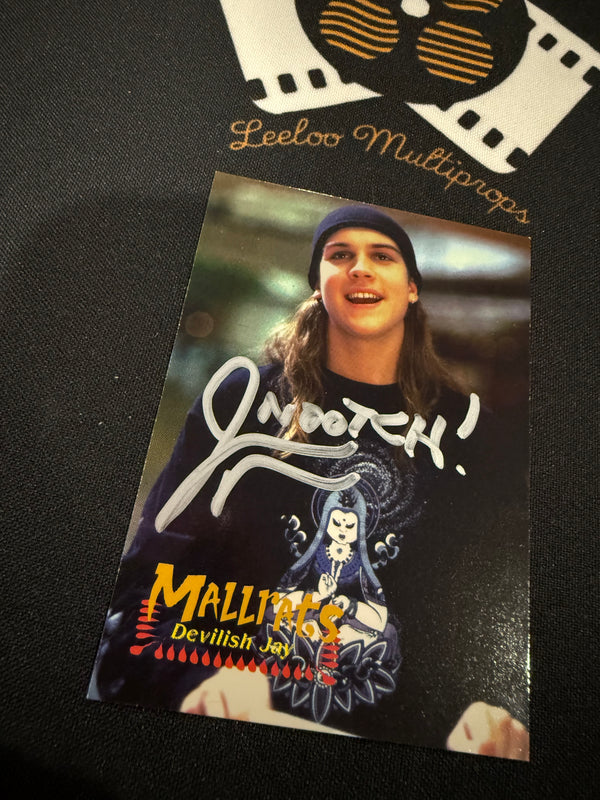 Leeloo Multiprops
SNOOTCH!
Mallrats
Devilish Jay